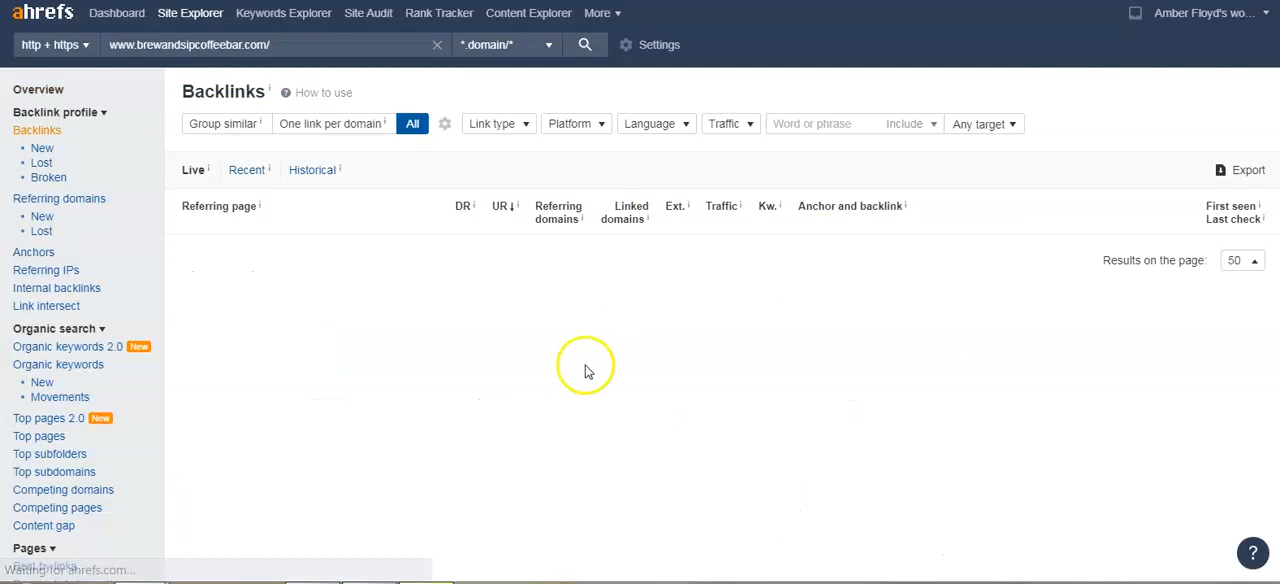 ahrefs Dashboard Site Explorer Keywords Explorer Site Audit Rank Tracker Content Explorer More Amber Floyd's wo...
http + https www.brewandsipcoffeebar.com/ *.domain/* Settings
Overview
Backlink profile
Backlinks
• New
• Lost
• Broken
Referring domains
• New
• Lost
Anchors
Referring IPs
Internal backlinks
Link intersect
Organic search
Organic keywords 2.0 New
Organic keywords
• New
• Movements
Top pages 2.0 New
Top pages
Top subfolders
Top subdomains
Competing domains
Competing pages
Content gap
Pages
Best by links
Waiting for ahrefs.com...
Backlinks i ? How to use
Group similar i One link per domain i All Link type Platform Language Traffic Word or phrase Include Any target
Live i Recent i Historical i Export
Referring page i DR i UR↓ i Referring domains i Linked domains i Ext. i Traffic i Kw. i Anchor and backlink i First seen i Last check i
Results on the page: 50
?